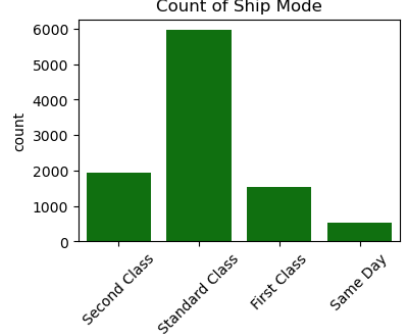 Count of Ship Mode
6000
5000
4000
3000
2000
1000
0
count
Second Class
Standard Class
First Class
Same Day